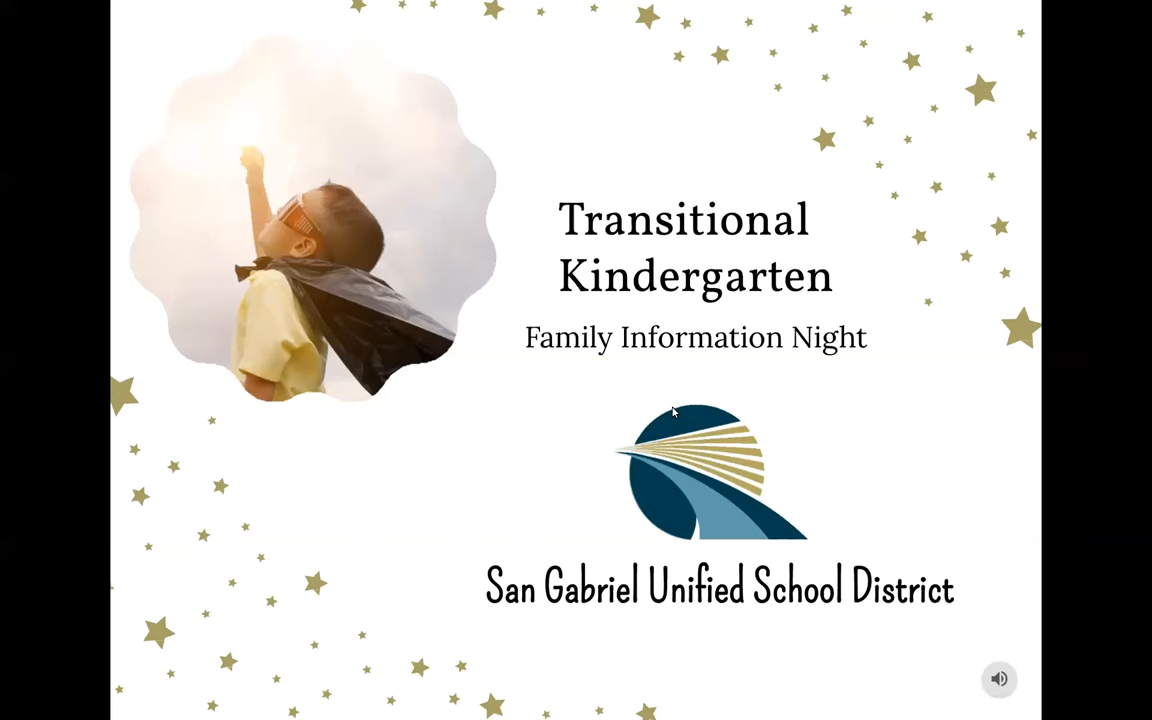 Transitional
Kindergarten
Family Information Night
San Gabriel Unified School District